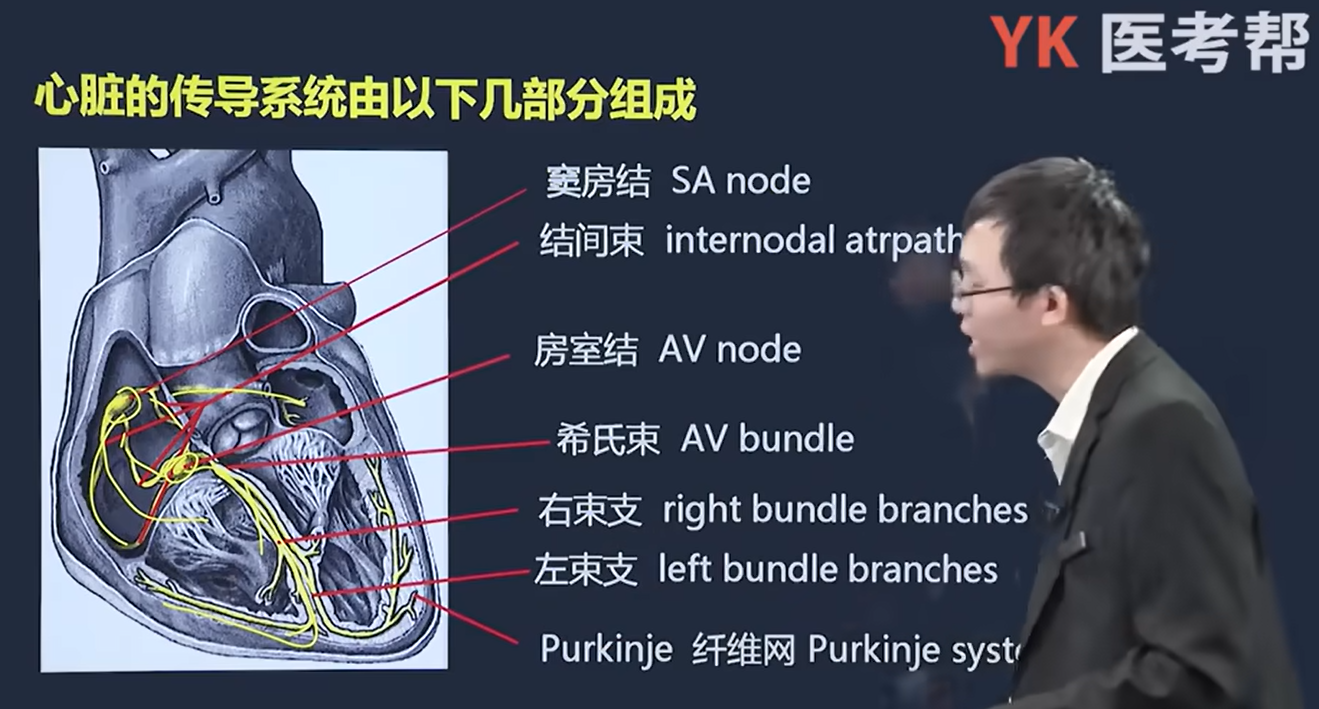 YK 医考帮
心脏的传导系统由以下几部分组成
窦房结 SA node
结间束 internodal atrpath
房室结 AV node
希氏束 AV bundle
右束支 right bundle branches
左束支 left bundle branches
Purkinje 纤维网 Purkinje